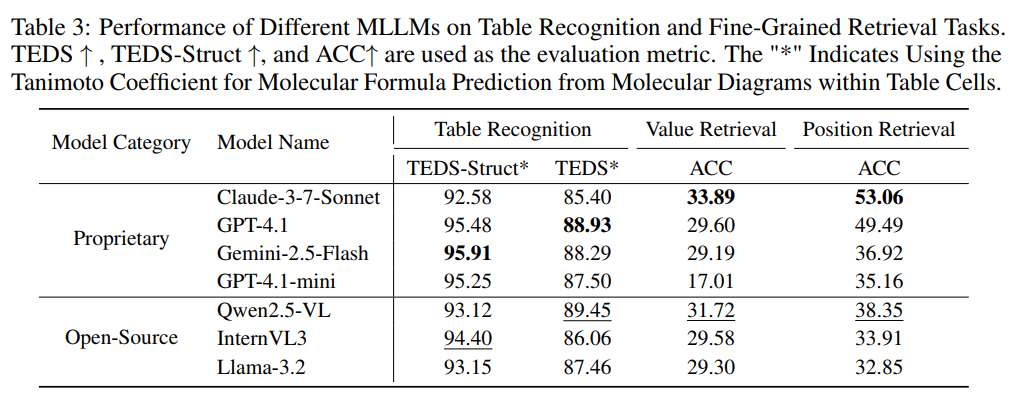 Table 3: Performance of Different MLLMs on Table Recognition and Fine-Grained Retrieval Tasks.
TEDS ↑ , TEDS-Struct ↑, and ACC↑ are used as the evaluation metric. The "*" Indicates Using the
Tanimoto Coefficient for Molecular Formula Prediction from Molecular Diagrams within Table Cells.
Model Category Model Name Table Recognition Value Retrieval Position Retrieval
TEDS-Struct* TEDS* ACC ACC
Proprietary
Claude-3-7-Sonnet 92.58 85.40 33.89 53.06
GPT-4.1 95.48 88.93 29.60 49.49
Gemini-2.5-Flash 95.91 88.29 29.19 36.92
GPT-4.1-mini 95.25 87.50 17.01 35.16
Open-Source
Qwen2.5-VL 93.12 89.45 31.72 38.35
InternVL3 94.40 86.06 29.58 33.91
Llama-3.2 93.15 87.46 29.30 32.85